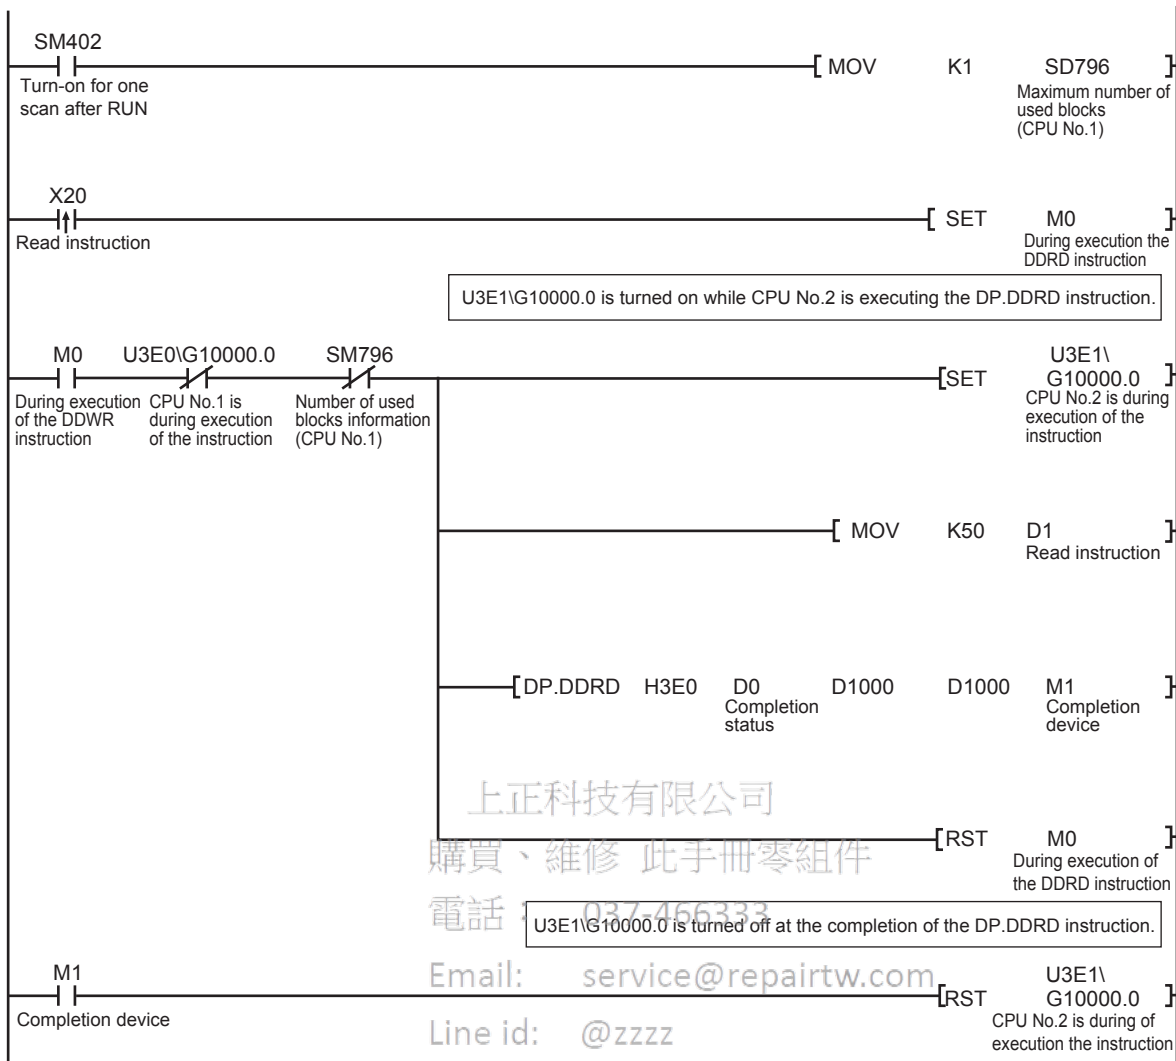 SM402
MOV K1 SD796
Turn-on for one
scan after RUN
Maximum number of
used blocks
(CPU No.1)
X20
SET M0
Read instruction
During execution the
DDRD instruction
U3E1\G10000.0 is turned on while CPU No.2 is executing the DP.DDRD instruction.
M0 U3E0\G10000.0 SM796
SET U3E1\
G10000.0
During execution
of the DDWR
instruction
CPU No.1 is
during execution
of the instruction
Number of used
blocks information
(CPU No.1)
CPU No.2 is during
execution of the
instruction
MOV K50 D1
Read instruction
DP.DDRD H3E0 D0 D1000 D1000 M1
Completion
status
Completion
device
上正科技有限公司
RST M0
During execution of
the DDRD instruction
購買、維修 此手冊零組件
電話： 037-466333
U3E1\G10000.0 is turned off at the completion of the DP.DDRD instruction.
M1
Email: service@repairtw.com
RST U3E1\
G10000.0
Completion device
CPU No.2 is during of
execution the instruction
Line id: @zzzz